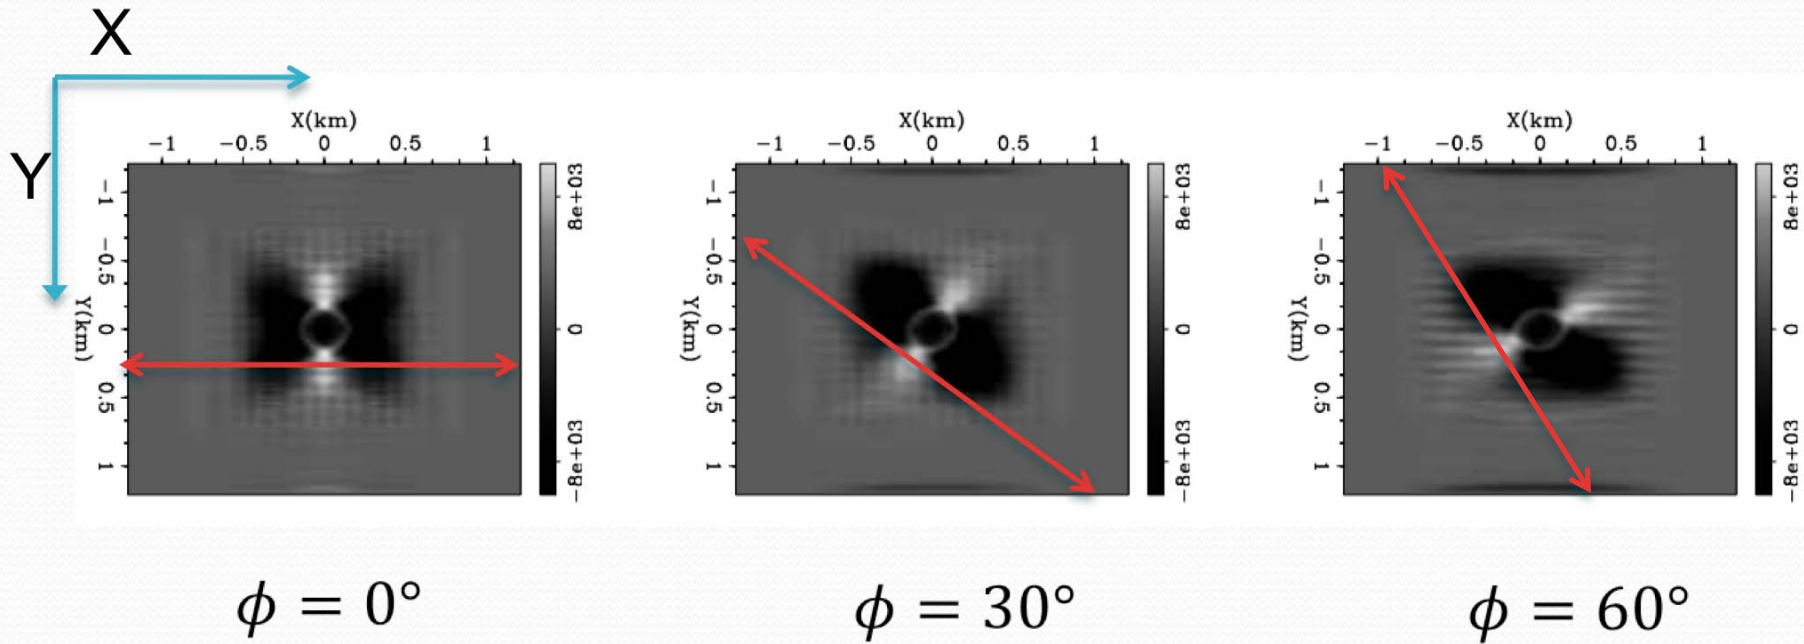 X
Y
X(km)
−1 −0.5 0 0.5 1
Y(km)
−1 −0.5 0 0.5 1
8e+03 0 −8e+03
X(km)
−1 −0.5 0 0.5 1
Y(km)
−1 −0.5 0 0.5 1
8e+03 0 −8e+03
X(km)
−1 −0.5 0 0.5 1
Y(km)
−1 −0.5 0 0.5 1
8e+03 0 −8e+03
ϕ = 0°
ϕ = 30°
ϕ = 60°